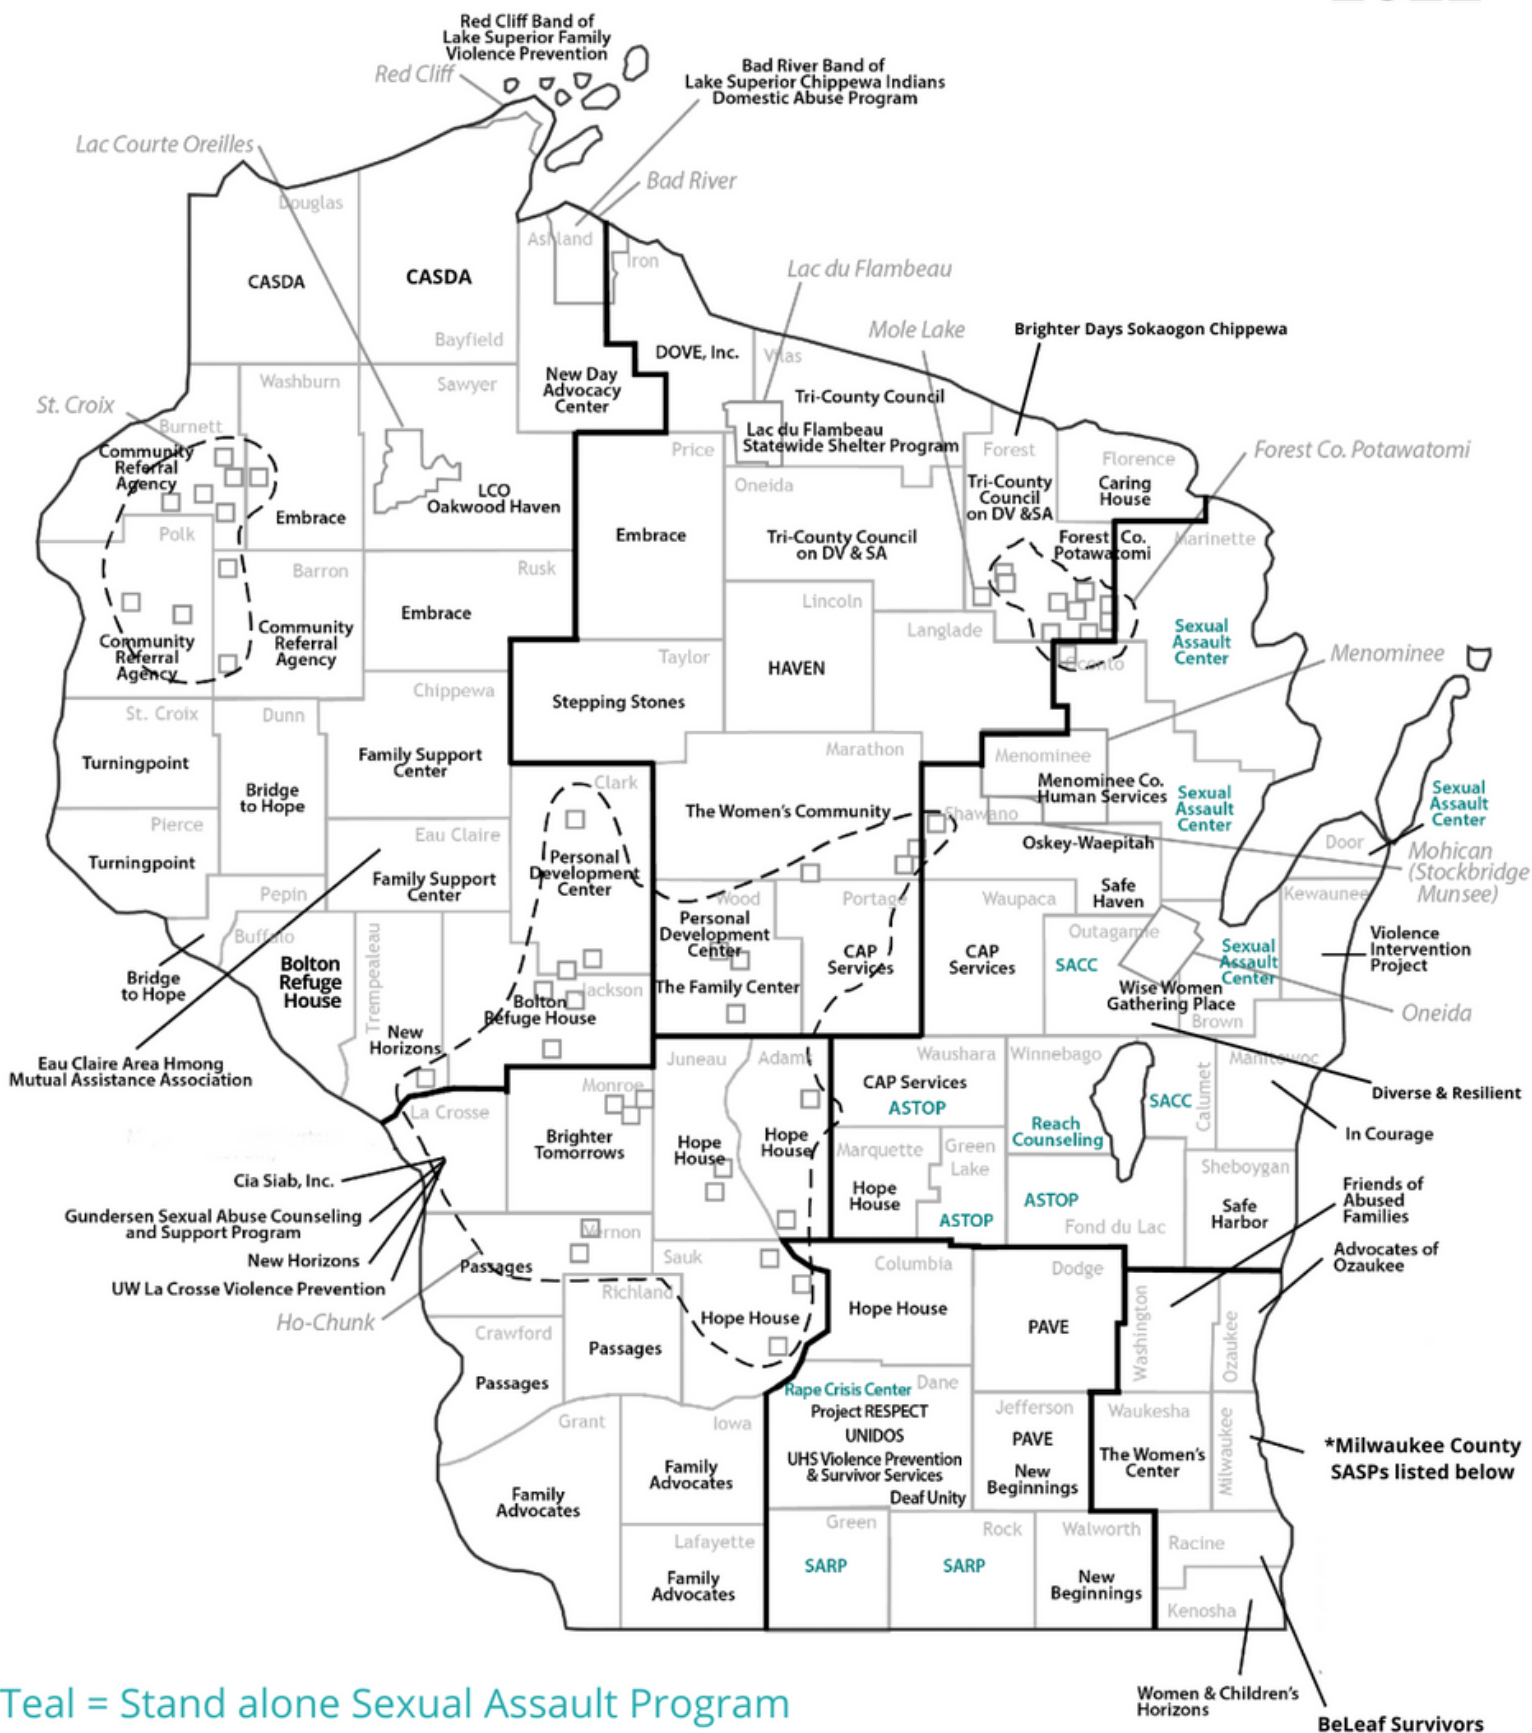 Red Cliff Band of
Lake Superior Family
Violence Prevention
Red Cliff
Bad River Band of
Lake Superior Chippewa Indians
Domestic Abuse Program
Lac Courte Oreilles
Bad River
Douglas
CASDA
CASDA
Bayfield
Ashland
Iron
Lac du Flambeau
Mole Lake
Brighter Days Sokaogon Chippewa
DOVE, Inc.
Vilas
New Day
Advocacy
Center
Tri-County Council
Lac du Flambeau
Statewide Shelter Program
Washburn
Sawyer
St. Croix
Burnett
Community
Referral
Agency
Embrace
LCO
Oakwood Haven
Price
Embrace
Oneida
Tri-County Council
on DV & SA
Forest
Tri-County
Council
on DV &SA
Florence
Caring
House
Forest Co. Potawatomi
Forest Co.
Potawatomi
Marinette
Sexual
Assault
Center
Polk
Community
Referral
Agency
Barron
Community
Referral
Agency
Rusk
Embrace
Lincoln
HAVEN
Langlade
Oconto
Menominee
Taylor
Stepping Stones
Chippewa
Family Support
Center
St. Croix
Turningpoint
Dunn
Bridge
to Hope
Pierce
Turningpoint
Pepin
Eau Claire
Family Support
Center
Clark
Personal
Development
Center
Marathon
The Women's Community
Menominee
Menominee Co.
Human Services
Shawano
Oskey-Waepitah
Safe
Haven
Sexual
Assault
Center
Sexual
Assault
Center
Door
Mohican
(Stockbridge
Munsee)
Kewaunee
Wood
Personal
Development
Center
The Family Center
Portage
CAP
Services
Waupaca
CAP
Services
Outagamie
SACC
Sexual
Assault
Center
Wise Women
Gathering Place
Brown
Violence
Intervention
Project
Oneida
Buffalo
Bolton
Refuge
House
Bridge
to Hope
Trempealeau
New
Horizons
Jackson
Bolton
Refuge House
Eau Claire Area Hmong
Mutual Assistance Association
Juneau
Hope
House
Adams
Hope
House
Waushara
CAP Services
ASTOP
Winnebago
Reach
Counseling
SACC
Calumet
Manitowoc
Diverse & Resilient
In Courage
La Crosse
Monroe
Brighter
Tomorrows
Marquette
Hope
House
Green
Lake
ASTOP
ASTOP
Fond du Lac
Sheboygan
Safe
Harbor
Friends of
Abused
Families
Advocates of
Ozaukee
Cia Siab, Inc.
Gundersen Sexual Abuse Counseling
and Support Program
New Horizons
UW La Crosse Violence Prevention
Ho-Chunk
Vernon
Passages
Sauk
Hope House
Richland
Passages
Crawford
Passages
Columbia
Hope House
Dodge
PAVE
Washington
Ozaukee
Grant
Family
Advocates
Iowa
Family
Advocates
Lafayette
Family
Advocates
Rape Crisis Center
Dane
Project RESPECT
UNIDOS
UHS Violence Prevention
& Survivor Services
Deaf Unity
Jefferson
PAVE
New
Beginnings
Waukesha
The Women's
Center
Milwaukee
*Milwaukee County
SASPs listed below
Green
SARP
Rock
SARP
Walworth
New
Beginnings
Racine
Kenosha
Women & Children's
Horizons
BeLeaf Survivors
Teal = Stand alone Sexual Assault Program